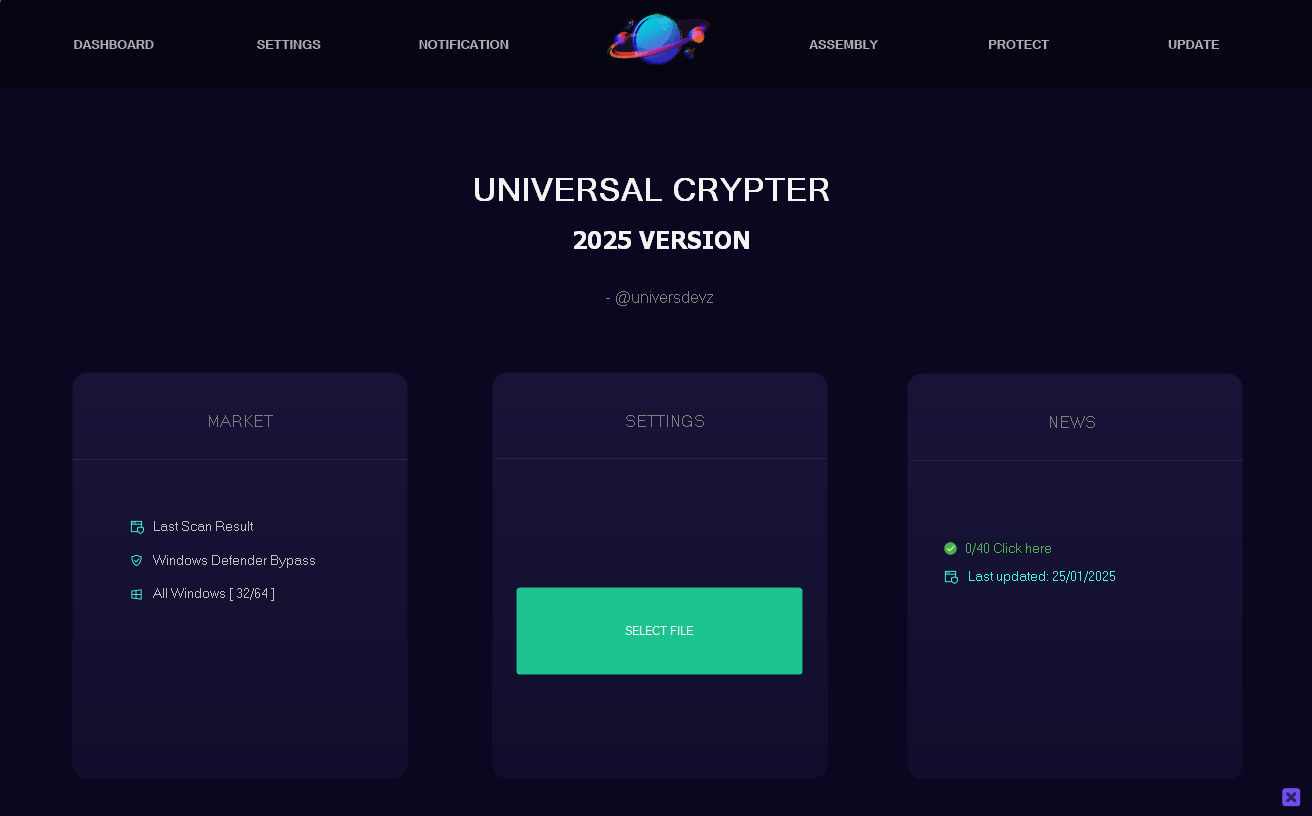 DASHBOARD SETTINGS NOTIFICATION ASSEMBLY PROTECT UPDATE
UNIVERSAL CRYPTER
2025 VERSION
- @universdevz
MARKET
Last Scan Result
Windows Defender Bypass
All Windows [ 32/64 ]
SETTINGS
SELECT FILE
NEWS
0/40 Click here
Last updated: 25/01/2025